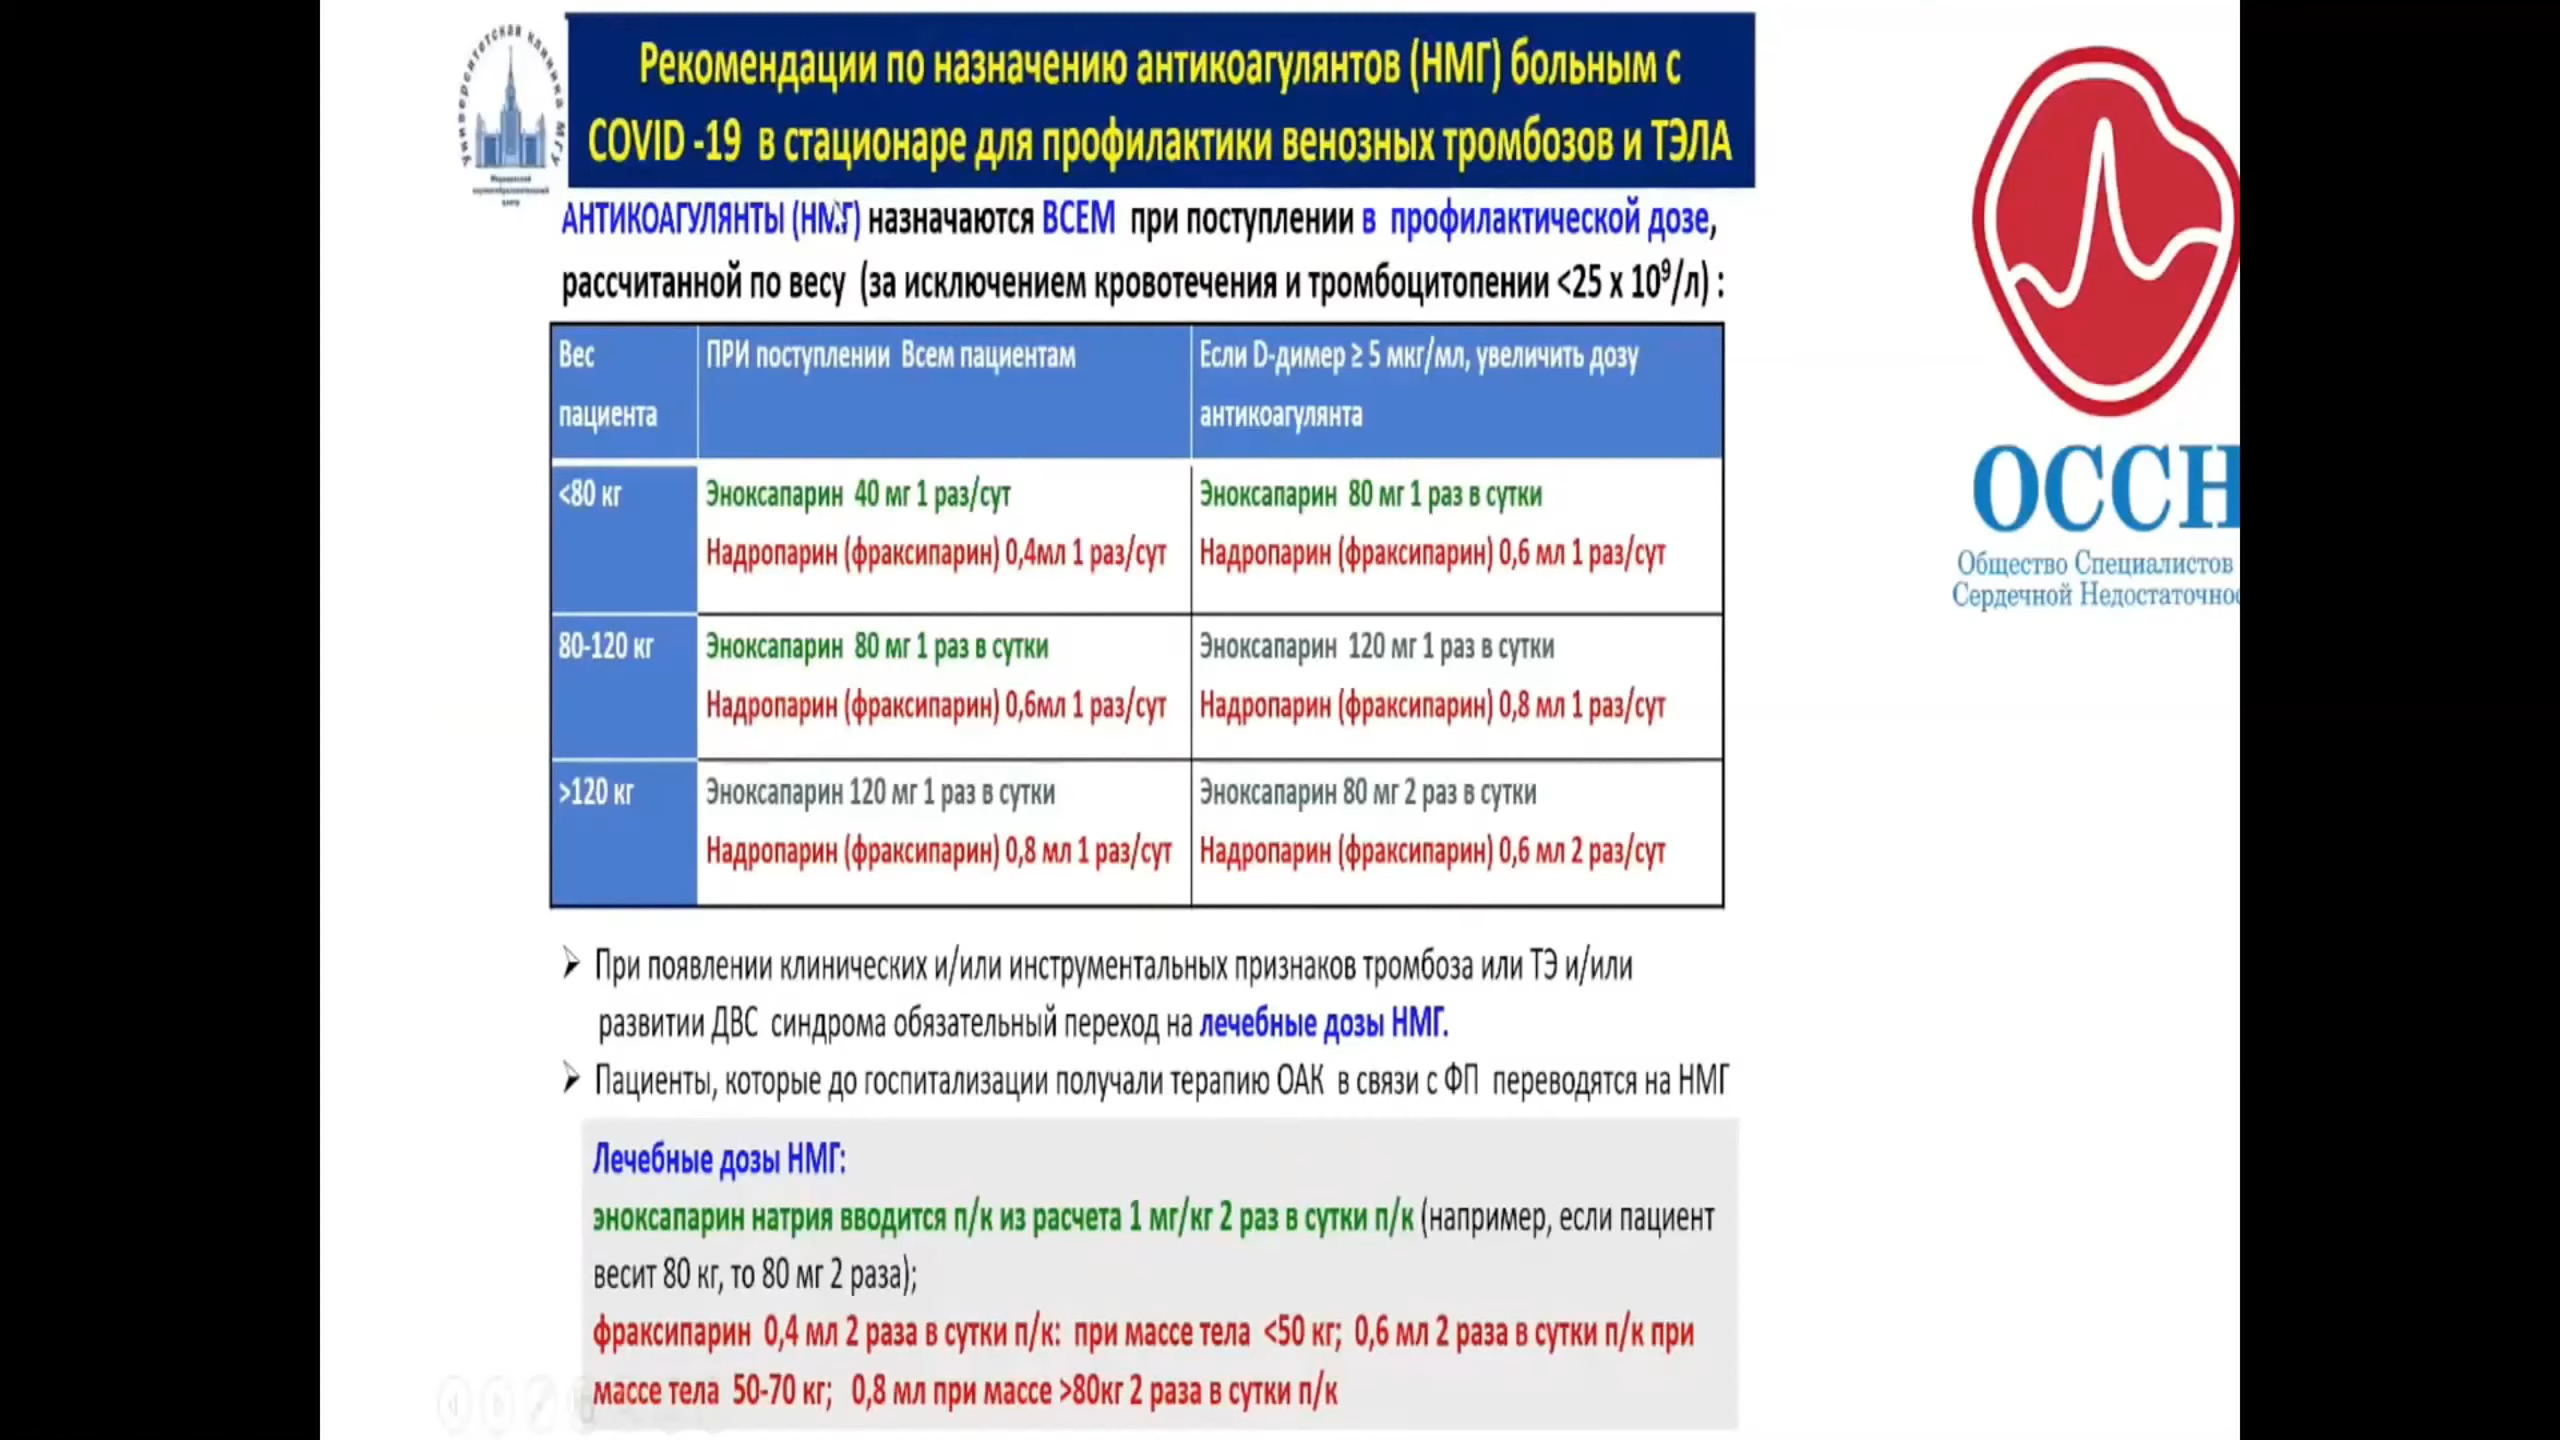 Университетская клиника МГУ
Рекомендации по назначению антикоагулянтов (НМГ) больным с
COVID -19 в стационаре для профилактики венозных тромбозов и ТЭЛА
АНТИКОАГУЛЯНТЫ (НМГ) назначаются ВСЕМ при поступлении в профилактической дозе,
рассчитанной по весу (за исключением кровотечения и тромбоцитопении <25 х 10⁹/л) :
Вес
пациента
ПРИ поступлении Всем пациентам
Если D-димер ≥ 5 мкг/мл, увеличить дозу
антикоагулянта
<80 кг
Эноксапарин 40 мг 1 раз/сут
Надропарин (фраксипарин) 0,4мл 1 раз/сут
Эноксапарин 80 мг 1 раз в сутки
Надропарин (фраксипарин) 0,6 мл 1 раз/сут
80-120 кг
Эноксапарин 80 мг 1 раз в сутки
Надропарин (фраксипарин) 0,6мл 1 раз/сут
Эноксапарин 120 мг 1 раз в сутки
Надропарин (фраксипарин) 0,8 мл 1 раз/сут
>120 кг
Эноксапарин 120 мг 1 раз в сутки
Надропарин (фраксипарин) 0,8 мл 1 раз/сут
Эноксапарин 80 мг 2 раз в сутки
Надропарин (фраксипарин) 0,6 мл 2 раз/сут
При появлении клинических и/или инструментальных признаков тромбоза или ТЭ и/или
развитии ДВС синдрома обязательный переход на лечебные дозы НМГ.
Пациенты, которые до госпитализации получали терапию ОАК в связи с ФП переводятся на НМГ
Лечебные дозы НМГ:
эноксапарин натрия вводится п/к из расчета 1 мг/кг 2 раз в сутки п/к (например, если пациент
весит 80 кг, то 80 мг 2 раза);
фраксипарин 0,4 мл 2 раза в сутки п/к: при массе тела <50 кг; 0,6 мл 2 раза в сутки п/к при
массе тела 50-70 кг; 0,8 мл при массе >80кг 2 раза в сутки п/к
ОССН
Общество Специалистов
Сердечной Недостаточнос